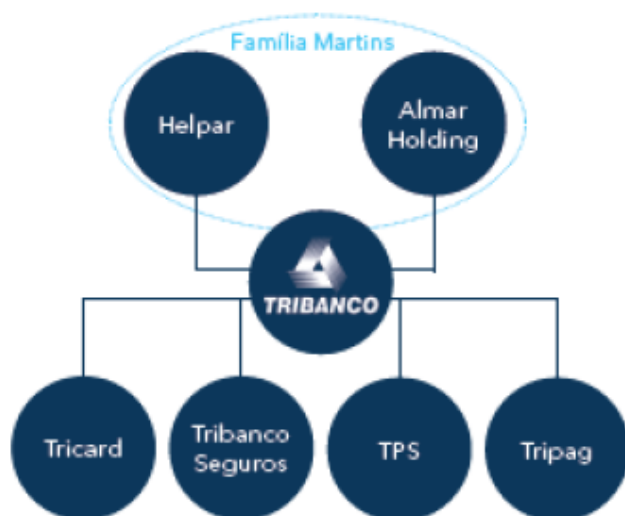 Família Martins
Helpar
Almar
Holding
TRIBANCO
Tricard
Tribanco
Seguros
TPS
Tripag